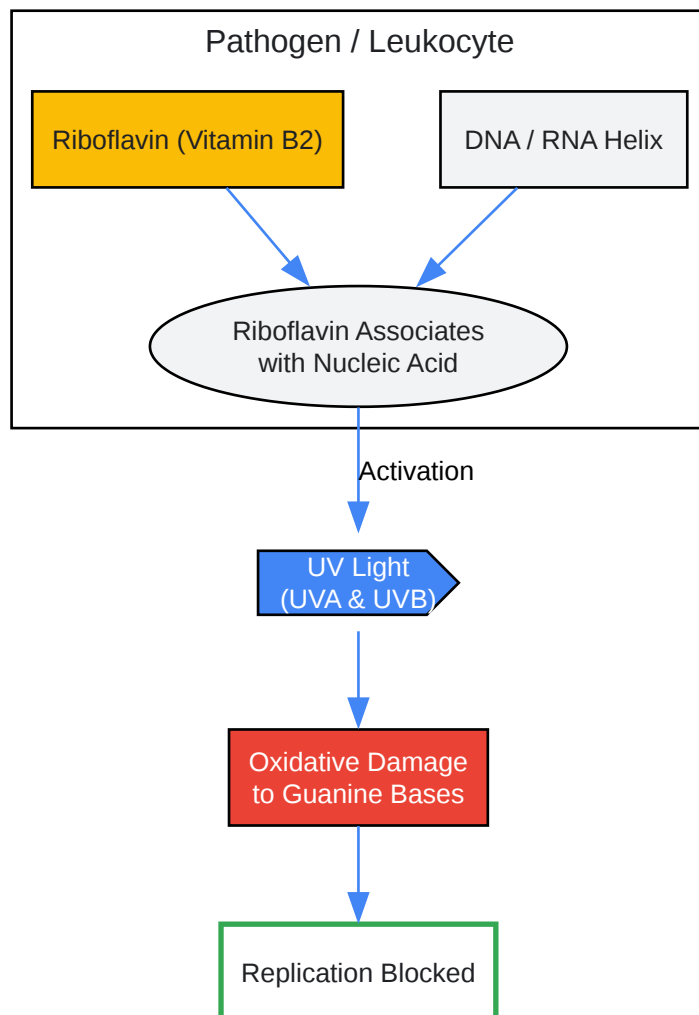 Pathogen / Leukocyte
Riboflavin (Vitamin B2)
DNA / RNA Helix
Riboflavin Associates
with Nucleic Acid
Activation
UV Light
(UVA & UVB)
Oxidative Damage
to Guanine Bases
Replication Blocked